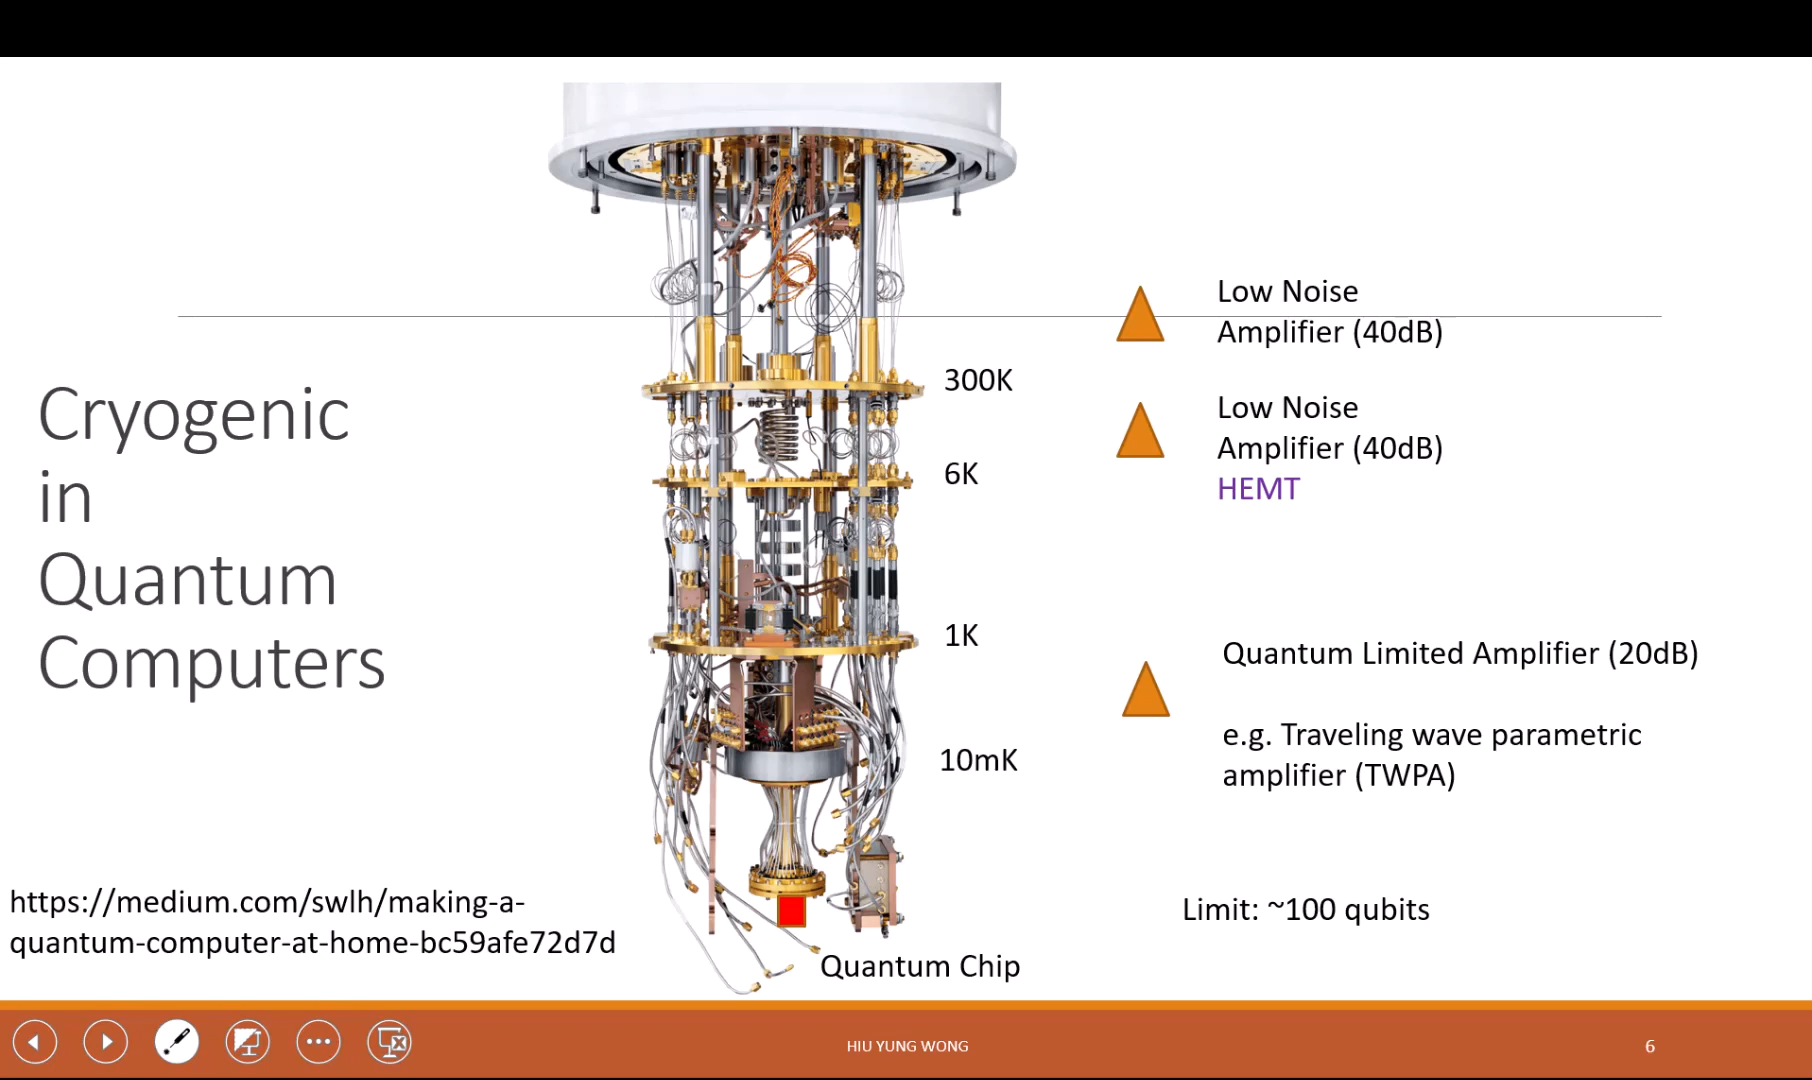 Cryogenic
in
Quantum
Computers
https://medium.com/swlh/making-a-
quantum-computer-at-home-bc59afe72d7d
300K
6K
1K
10mK
Quantum Chip
Low Noise
Amplifier (40dB)
Low Noise
Amplifier (40dB)
HEMT
Quantum Limited Amplifier (20dB)
e.g. Traveling wave parametric
amplifier (TWPA)
Limit: ~100 qubits
HIU YUNG WONG
6